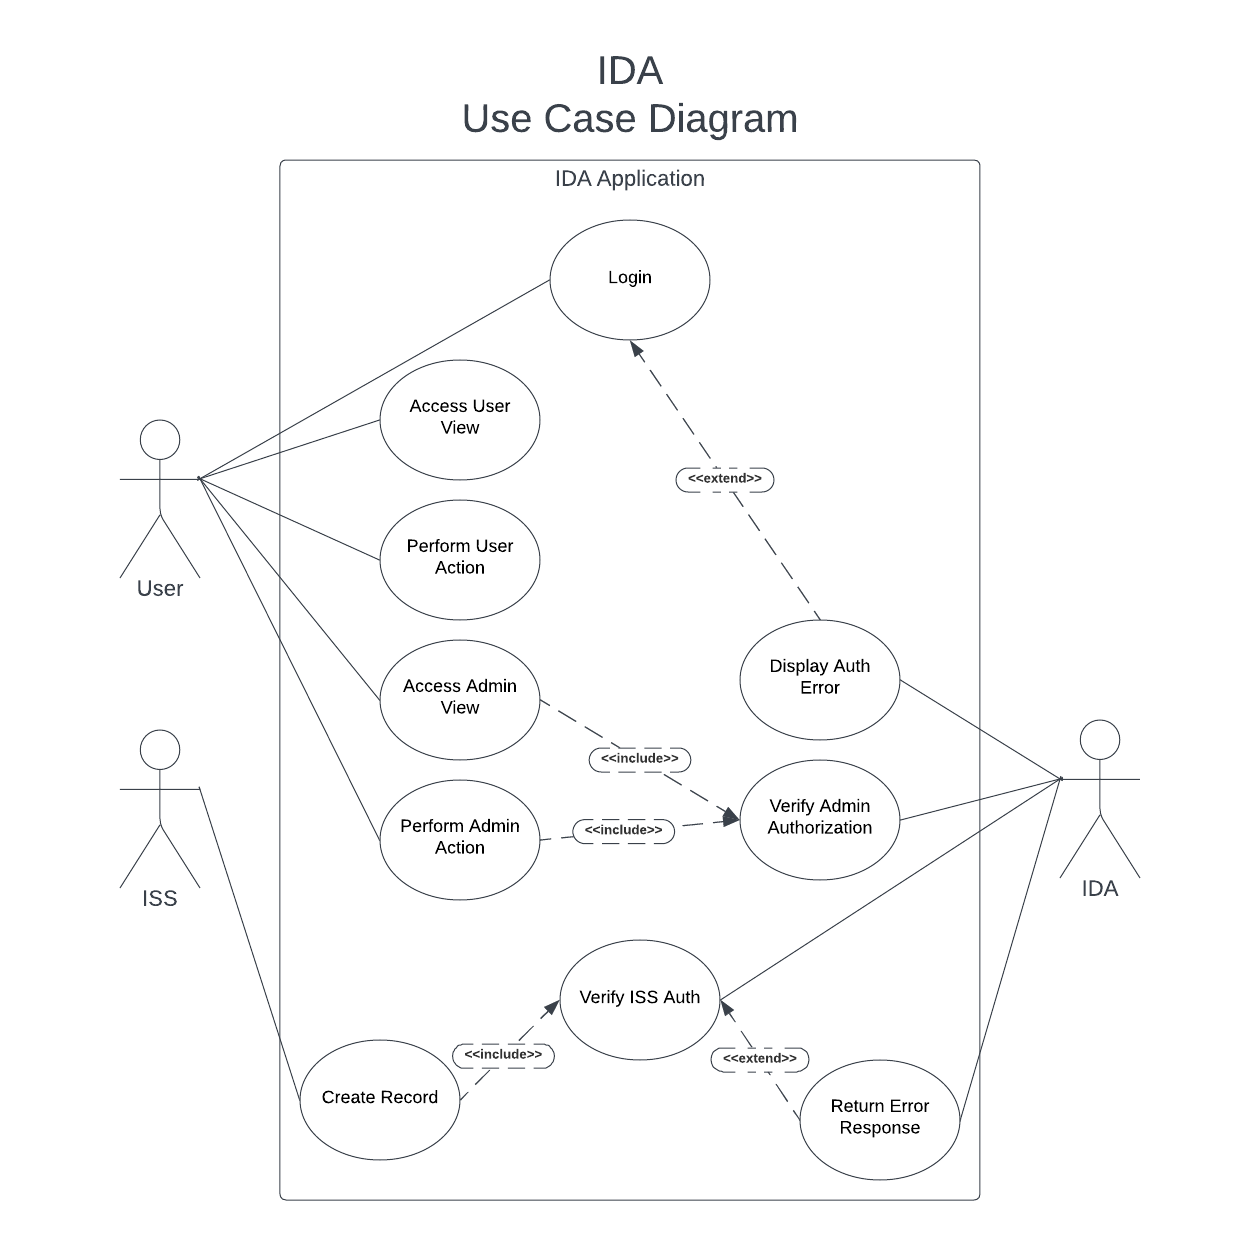 IDA
Use Case Diagram
IDA Application
Login
Access User
View
<<extend>>
Perform User
Action
User
Display Auth
Error
Access Admin
View
<<include>>
Verify Admin
Authorization
Perform Admin
Action
<<include>>
ISS
IDA
Verify ISS Auth
<<include>>
<<extend>>
Create Record
Return Error
Response